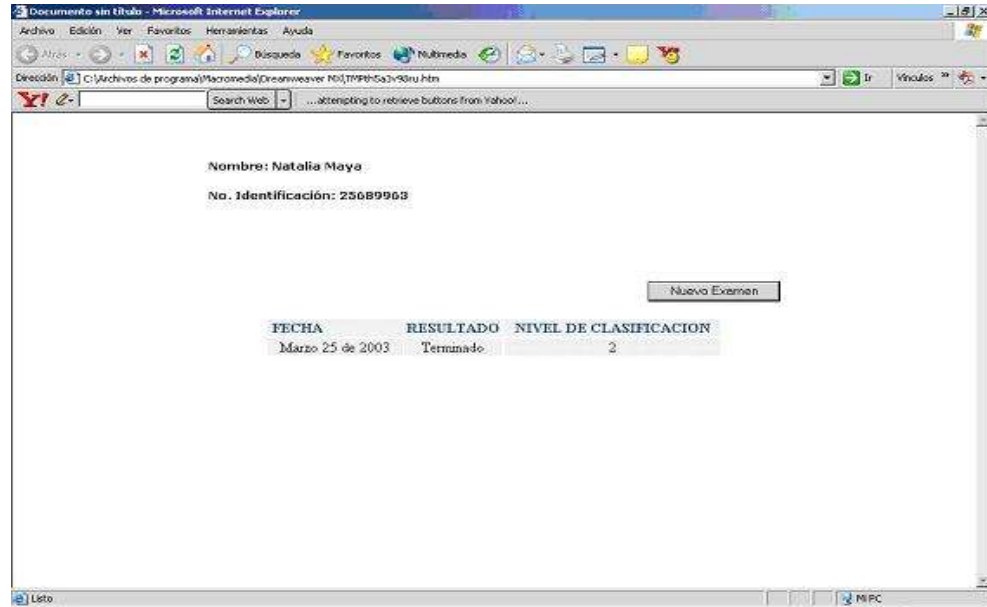 Documento sin título - Microsoft Internet Explorer
Archivo Edición Ver Favoritos Herramientas Ayuda
Atrás Búsqueda Favoritos Multimedia
Dirección C:\Archivos de programa\Macromedia\Dreamweaver MX\ Ir Vínculos »
Y! Search Web ...attempting to retrieve buttons from Yahoo!...
Nombre: Natalia Maya
No. Identificación: 25689963
Nuevo Examen
FECHA RESULTADO NIVEL DE CLASIFICACION
Marzo 25 de 2003 Terminado 2
Listo Mi PC